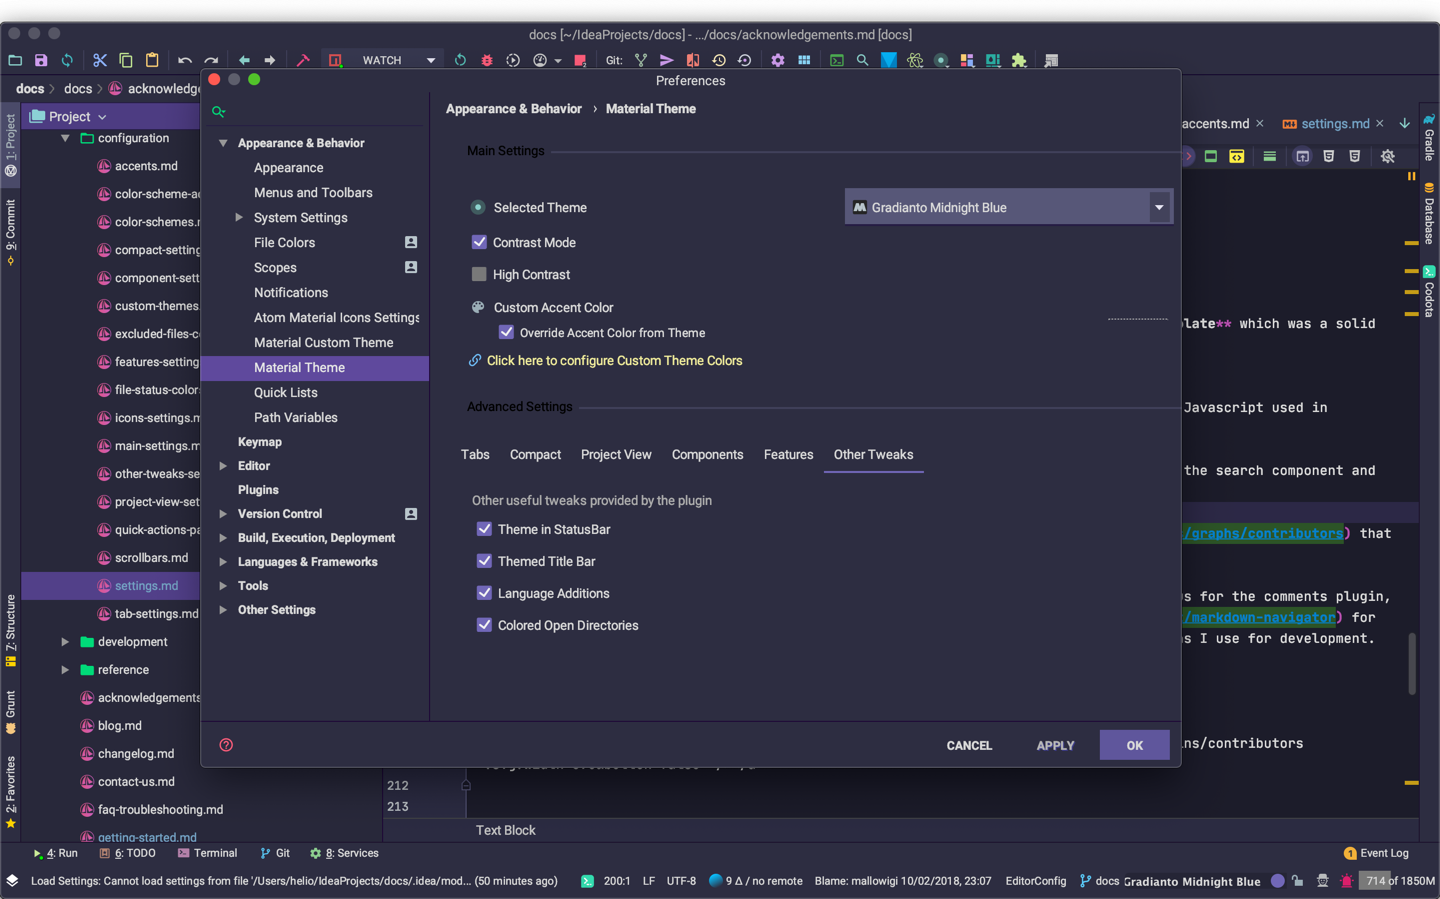 docs [~/IdeaProjects/docs] - .../docs/acknowledgements.md [docs]
WATCH
Git:
docs
docs
acknowledge
Preferences
Project
configuration
accents.md
color-scheme-a
color-schemes.m
compact-setting
component-sett
custom-themes.
excluded-files-c
features-setting
file-status-color
icons-settings.m
main-settings.m
other-tweaks-se
project-view-set
quick-actions-pa
scrollbars.md
settings.md
tab-settings.md
development
reference
acknowledgements
blog.md
changelog.md
contact-us.md
faq-troubleshooting.md
getting-started.md
1: Project
9: Commit
7: Structure
Grunt
2: Favorites
Appearance & Behavior
Appearance
Menus and Toolbars
System Settings
File Colors
Scopes
Notifications
Atom Material Icons Settings
Material Custom Theme
Material Theme
Quick Lists
Path Variables
Keymap
Editor
Plugins
Version Control
Build, Execution, Deployment
Languages & Frameworks
Tools
Other Settings
Appearance & Behavior › Material Theme
Main Settings
Selected Theme
Gradianto Midnight Blue
Contrast Mode
High Contrast
Custom Accent Color
Override Accent Color from Theme
Click here to configure Custom Theme Colors
Advanced Settings
Tabs
Compact
Project View
Components
Features
Other Tweaks
Other useful tweaks provided by the plugin
Theme in StatusBar
Themed Title Bar
Language Additions
Colored Open Directories
CANCEL
APPLY
OK
accents.md
settings.md
late** which was a solid
Javascript used in
the search component and
/graphs/contributors) that
s for the comments plugin,
/markdown-navigator) for
s I use for development.
ns/contributors
212
213
Text Block
Gradle
Database
Codota
4: Run
6: TODO
Terminal
Git
8: Services
Event Log
Load Settings: Cannot load settings from file '/Users/helio/IdeaProjects/docs/.idea/mod... (50 minutes ago)
200:1
LF
UTF-8
9 Δ / no remote
Blame: mallowigi 10/02/2018, 23:07
EditorConfig
docs
Gradianto Midnight Blue
714 of 1850M